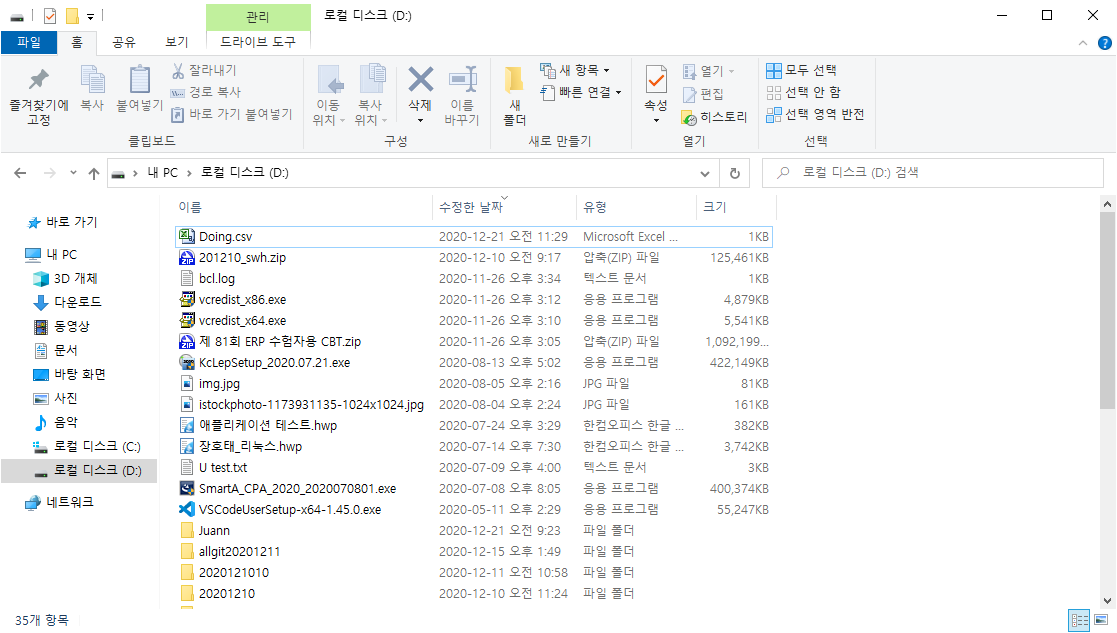 관리
로컬 디스크 (D:)
파일 홈 공유 보기 드라이브 도구
즐겨찾기에 고정
복사
붙여넣기
잘라내기
경로 복사
바로 가기 붙여넣기
클립보드
이동 위치
복사 위치
삭제
이름 바꾸기
구성
새 폴더
새 항목
빠른 연결
새로 만들기
속성
열기
편집
히스토리
열기
모두 선택
선택 안 함
선택 영역 반전
선택
내 PC 로컬 디스크 (D:)
로컬 디스크 (D:) 검색
바로 가기
내 PC
3D 개체
다운로드
동영상
문서
바탕 화면
사진
음악
로컬 디스크 (C:)
로컬 디스크 (D:)
네트워크
이름 수정한 날짜 유형 크기
Doing.csv 2020-12-21 오전 11:29 Microsoft Excel ... 1KB
201210_swh.zip 2020-12-10 오전 9:17 압축(ZIP) 파일 125,461KB
bcl.log 2020-11-26 오후 3:34 텍스트 문서 1KB
vcredist_x86.exe 2020-11-26 오후 3:12 응용 프로그램 4,879KB
vcredist_x64.exe 2020-11-26 오후 3:10 응용 프로그램 5,541KB
제 81회 ERP 수험자용 CBT.zip 2020-11-26 오후 3:05 압축(ZIP) 파일 1,092,199...
KcLepSetup_2020.07.21.exe 2020-08-13 오후 5:02 응용 프로그램 422,149KB
img.jpg 2020-08-05 오후 2:16 JPG 파일 81KB
istockphoto-1173931135-1024x1024.jpg 2020-08-04 오후 2:24 JPG 파일 161KB
애플리케이션 테스트.hwp 2020-07-24 오후 3:29 한컴오피스 한글 ... 382KB
장호태_리눅스.hwp 2020-07-14 오후 7:30 한컴오피스 한글 ... 3,742KB
U test.txt 2020-07-09 오후 4:00 텍스트 문서 3KB
SmartA_CPA_2020_2020070801.exe 2020-07-08 오후 8:05 응용 프로그램 400,374KB
VSCodeUserSetup-x64-1.45.0.exe 2020-05-11 오후 2:29 응용 프로그램 55,247KB
Juann 2020-12-21 오전 9:23 파일 폴더
allgit20201211 2020-12-15 오후 1:49 파일 폴더
2020121010 2020-12-11 오전 10:58 파일 폴더
20201210 2020-12-10 오전 11:24 파일 폴더
35개 항목